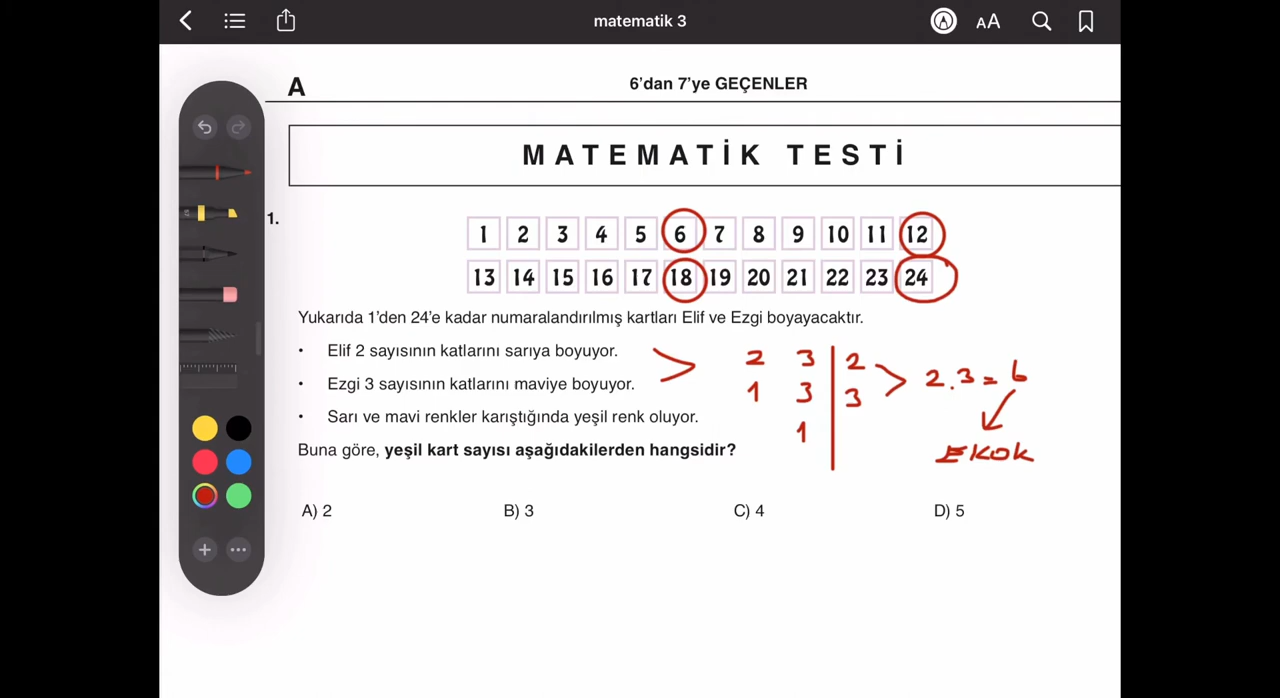 matematik 3
AA
A
6'dan 7'ye GEÇENLER
MATEMATİK TESTİ
1.
1 2 3 4 5 6 7 8 9 10 11 12
13 14 15 16 17 18 19 20 21 22 23 24
Yukarıda 1'den 24'e kadar numaralandırılmış kartları Elif ve Ezgi boyayacaktır.
• Elif 2 sayısının katlarını sarıya boyuyor.
• Ezgi 3 sayısının katlarını maviye boyuyor.
• Sarı ve mavi renkler karıştığında yeşil renk oluyor.
2 3 | 2
1 3 | 3
1 |
> 2.3 = 6
EKOK
Buna göre, yeşil kart sayısı aşağıdakilerden hangsidir?
A) 2 B) 3 C) 4 D) 5